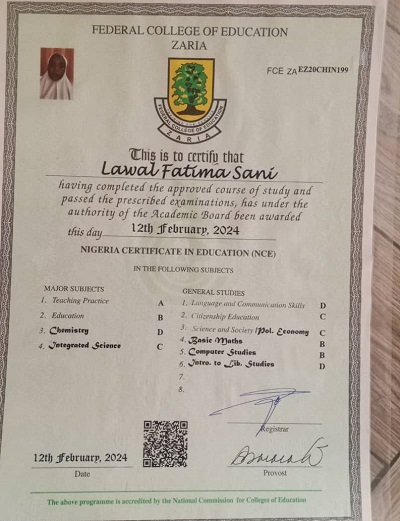 FEDERAL COLLEGE OF EDUCATION
ZARIA
FCE ZA EZ20CHIN199
FEDERAL COLLEGE OF EDUCATION
ZARIA
This is to certify that
Lawal Fatima Sani
having completed the approved course of study and
passed the prescribed examinations, has under the
authority of the Academic Board been awarded
this day 12th February, 2024
NIGERIA CERTIFICATE IN EDUCATION (NCE)
IN THE FOLLOWING SUBJECTS
MAJOR SUBJECTS
1. Teaching Practice A
2. Education B
3. Chemistry D
4. Integrated Science C
GENERAL STUDIES
1. Language and Communication Skills D
2. Citizenship Education C
3. Science and Society /Pol. Economy C
4. Basic Maths B
5. Computer Studies B
6. Intro. to Lib. Studies D
7.
8.
Registrar
12th February, 2024
Date
Provost
The above programme is accredited by the National Commission for Colleges of Education